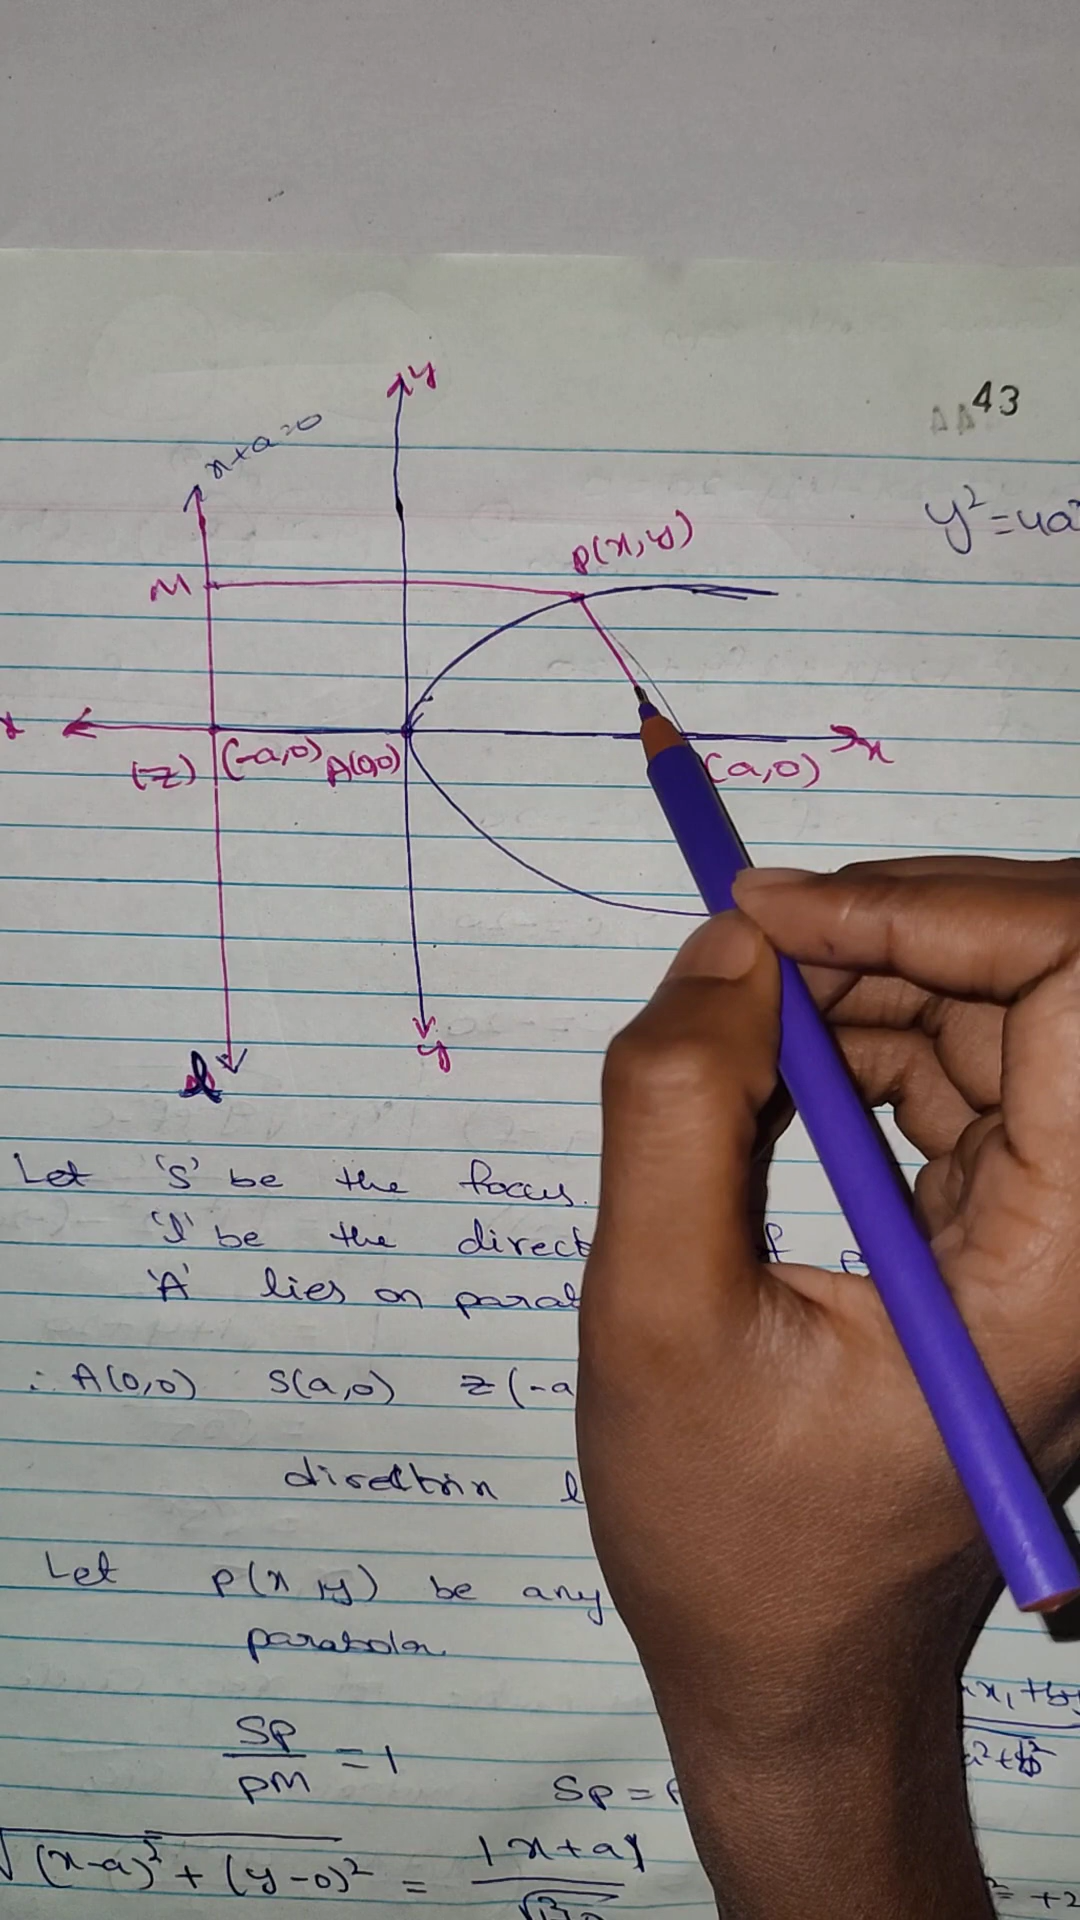 43
y
x+a=0
y²=4a
P(x,y)
M
x
(z) (-a,0) A(0,0) (a,0) x
y
l
Let 's' be the focus.
'l' be the direct
'A' lies on parab
∴ A(0,0) S(a,0) z(-a
directrix l
Let P(x,y) be any
parabola
SP/PM = 1
SP =
√(x-a)²+(y-0)² = |x+a|